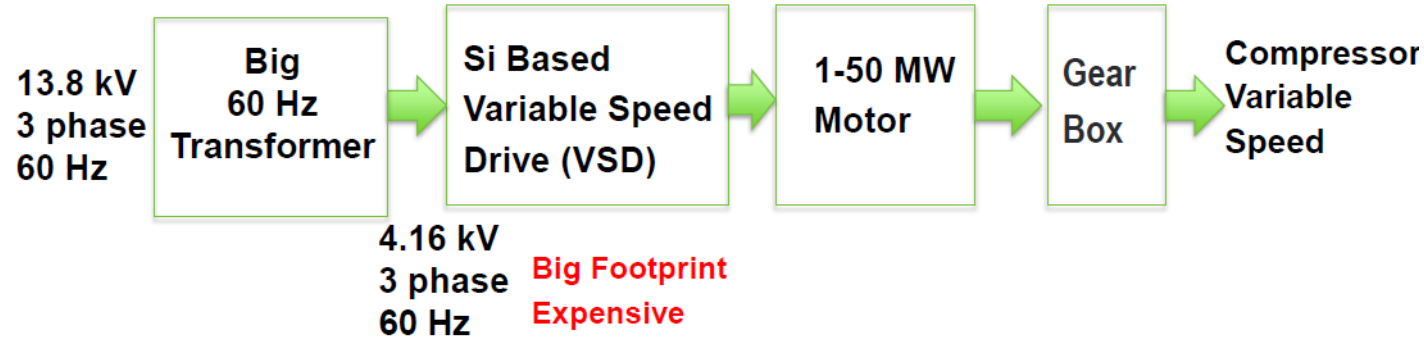 13.8 kV
3 phase
60 Hz
Big
60 Hz
Transformer
Si Based
Variable Speed
Drive (VSD)
1-50 MW
Motor
Gear
Box
Compressor
Variable
Speed
4.16 kV
3 phase
60 Hz
Big Footprint
Expensive